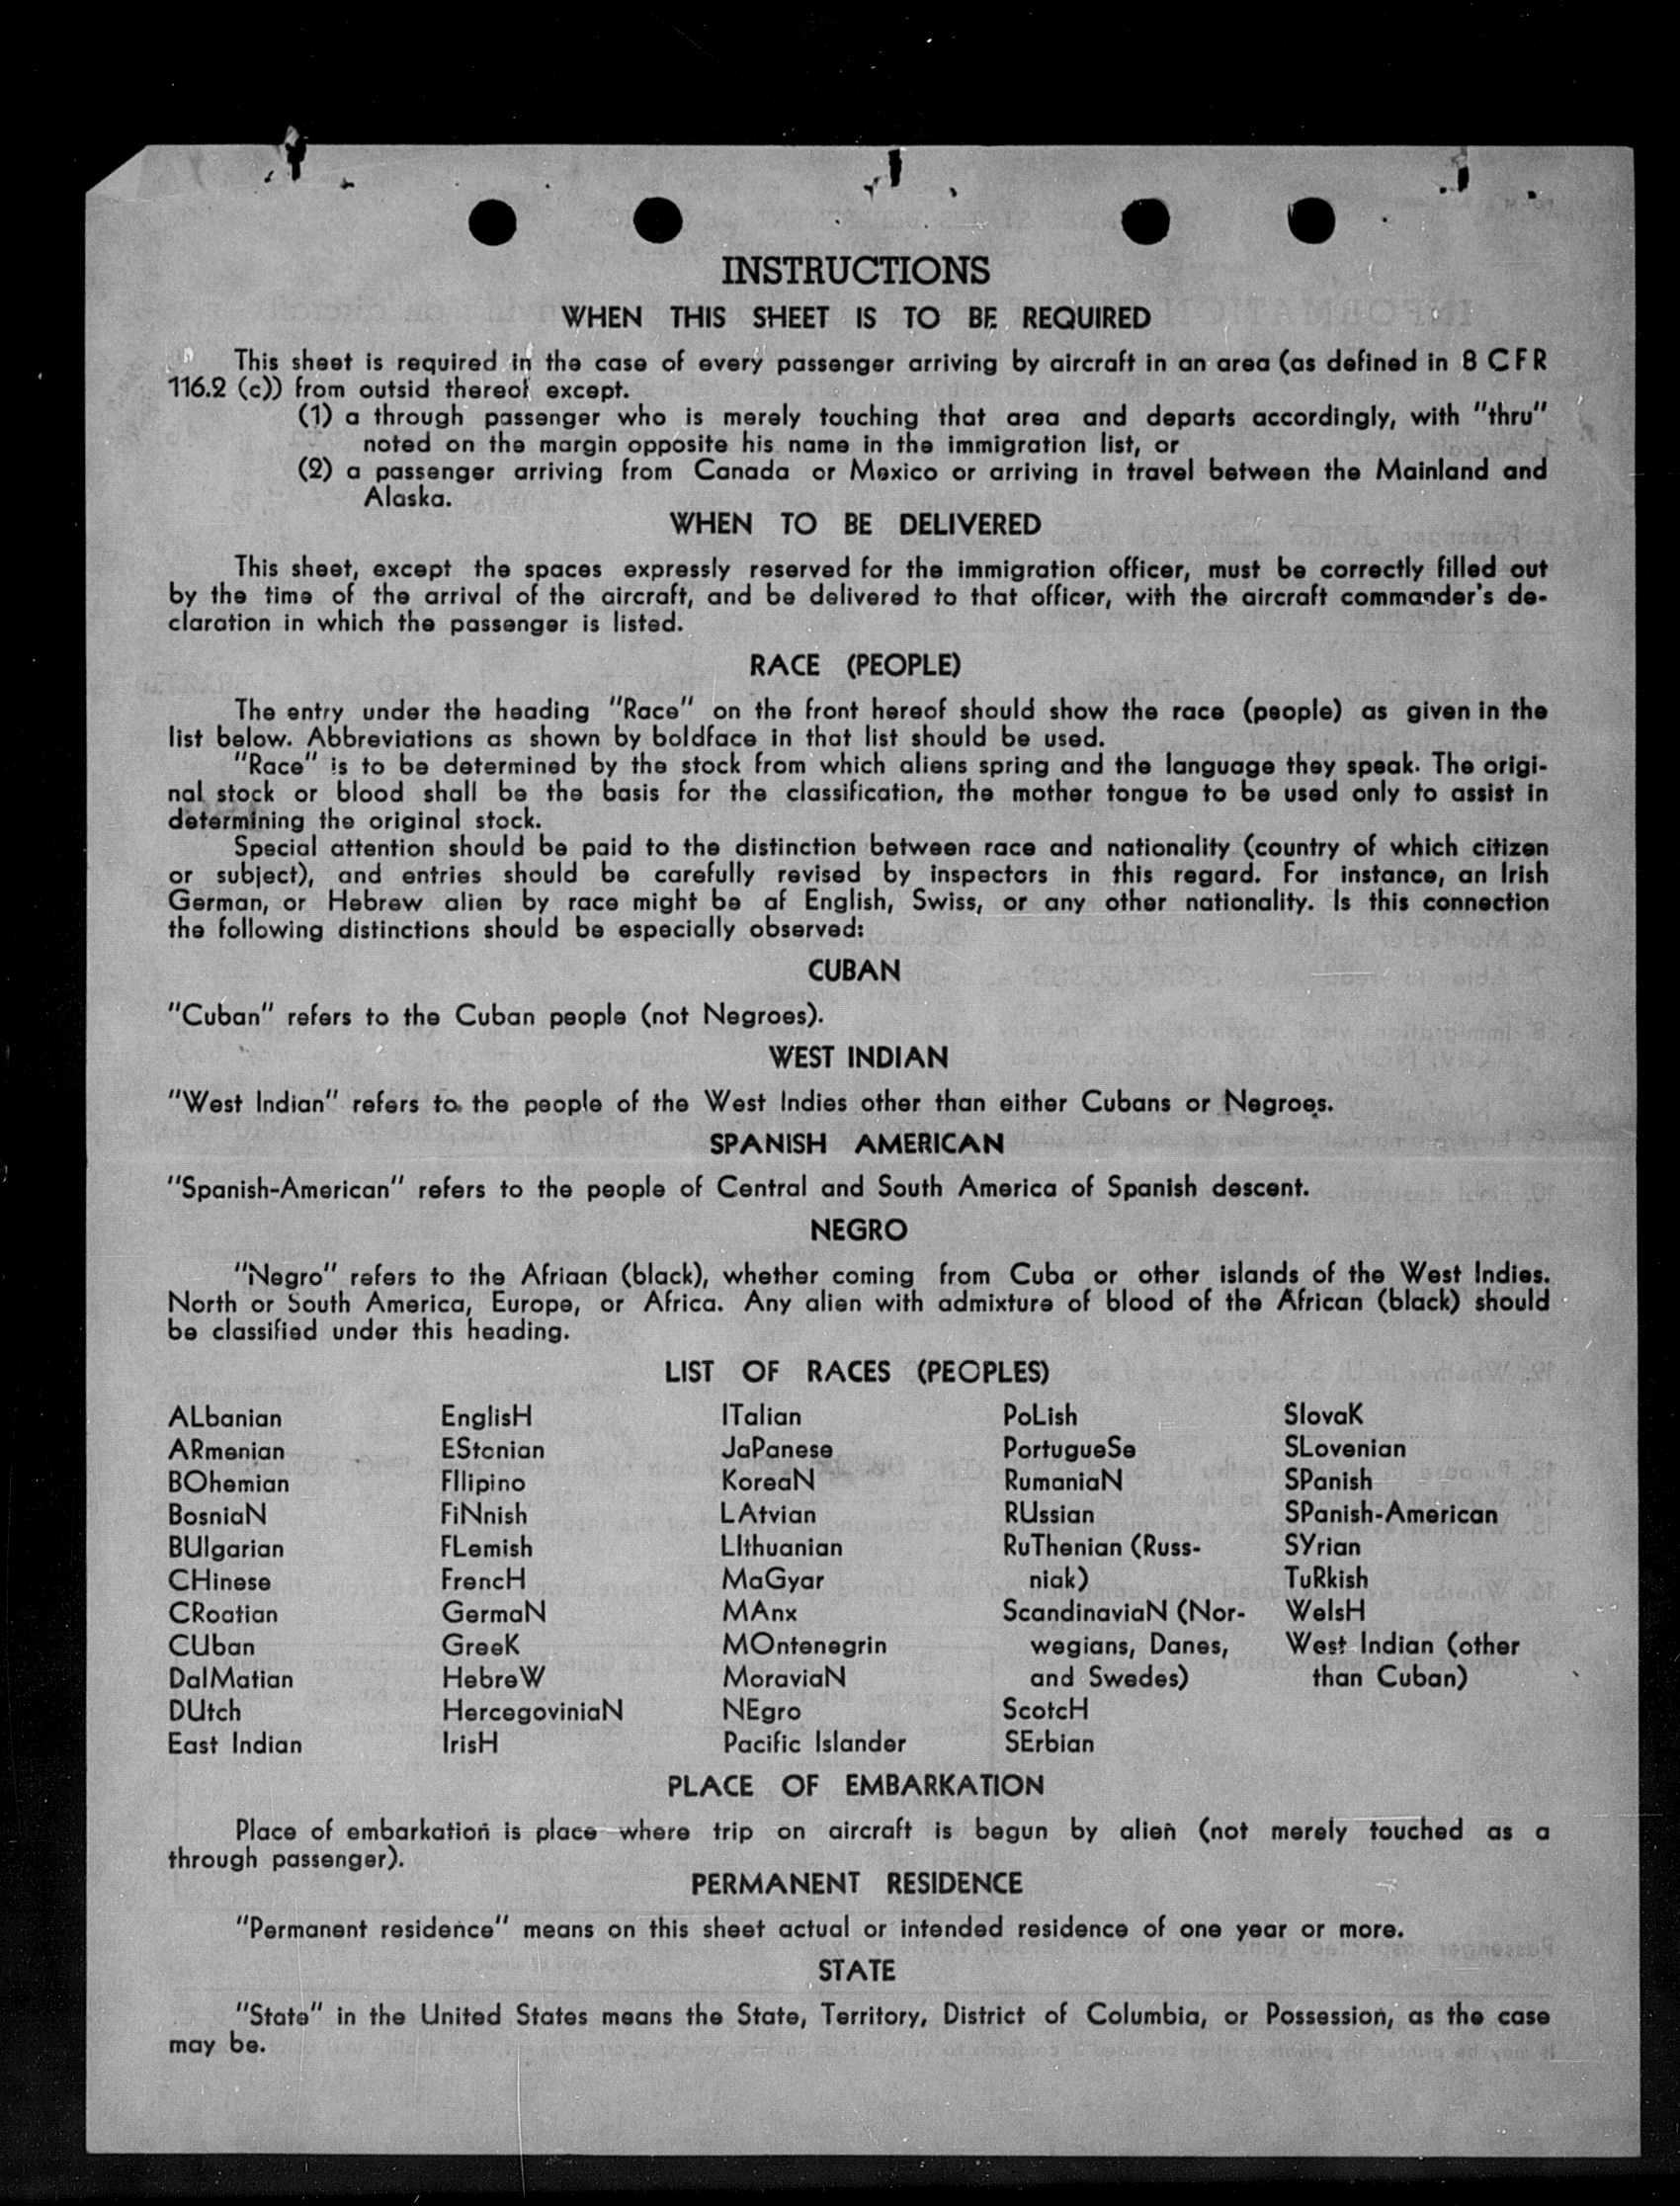 INSTRUCTIONS
WHEN THIS SHEET IS TO BE REQUIRED
This sheet is required in the case of every passenger arriving by aircraft in an area (as defined in 8 CFR
116.2 (c)) from outsid thereof except.
(1) a through passenger who is merely touching that area and departs accordingly, with "thru"
noted on the margin opposite his name in the immigration list, or
(2) a passenger arriving from Canada or Mexico or arriving in travel between the Mainland and
Alaska.
WHEN TO BE DELIVERED
This sheet, except the spaces expressly reserved for the immigration officer, must be correctly filled out
by the time of the arrival of the aircraft, and be delivered to that officer, with the aircraft commander's de-
claration in which the passenger is listed.
RACE (PEOPLE)
The entry under the heading "Race" on the front hereof should show the race (people) as given in the
list below. Abbreviations as shown by boldface in that list should be used.
"Race" is to be determined by the stock from which aliens spring and the language they speak. The origi-
nal stock or blood shall be the basis for the classification, the mother tongue to be used only to assist in
determining the original stock.
Special attention should be paid to the distinction between race and nationality (country of which citizen
or subject), and entries should be carefully revised by inspectors in this regard. For instance, an Irish
German, or Hebrew alien by race might be af English, Swiss, or any other nationality. Is this connection
the following distinctions should be especially observed:
CUBAN
"Cuban" refers to the Cuban people (not Negroes).
WEST INDIAN
"West Indian" refers to the people of the West Indies other than either Cubans or Negroes.
SPANISH AMERICAN
"Spanish-American" refers to the people of Central and South America of Spanish descent.
NEGRO
"Negro" refers to the Afriaan (black), whether coming from Cuba or other islands of the West Indies.
North or South America, Europe, or Africa. Any alien with admixture of blood of the African (black) should
be classified under this heading.
LIST OF RACES (PEOPLES)
ALbanian
ARmenian
BOhemian
BosniaN
BUlgarian
CHinese
CRoatian
CUban
DalMatian
DUtch
East Indian
EnglisH
EStonian
FIlipino
FiNnish
FLemish
FrencH
GermaN
GreeK
HebreW
HercegoviniaN
IrisH
ITalian
JaPanese
KoreaN
LAtvian
LIthuanian
MaGyar
MAnx
MOntenegrin
MoraviaN
NEgro
Pacific Islander
PoLish
PortugueSe
RumaniaN
RUssian
RuThenian (Russ-
niak)
ScandinaviaN (Nor-
wegians, Danes,
and Swedes)
ScotcH
SErbian
SlovaK
SLovenian
SPanish
SPanish-American
SYrian
TuRkish
WelsH
West Indian (other
than Cuban)
PLACE OF EMBARKATION
Place of embarkation is place where trip on aircraft is begun by alien (not merely touched as a
through passenger).
PERMANENT RESIDENCE
"Permanent residence" means on this sheet actual or intended residence of one year or more.
STATE
"State" in the United States means the State, Territory, District of Columbia, or Possession, as the case
may be.